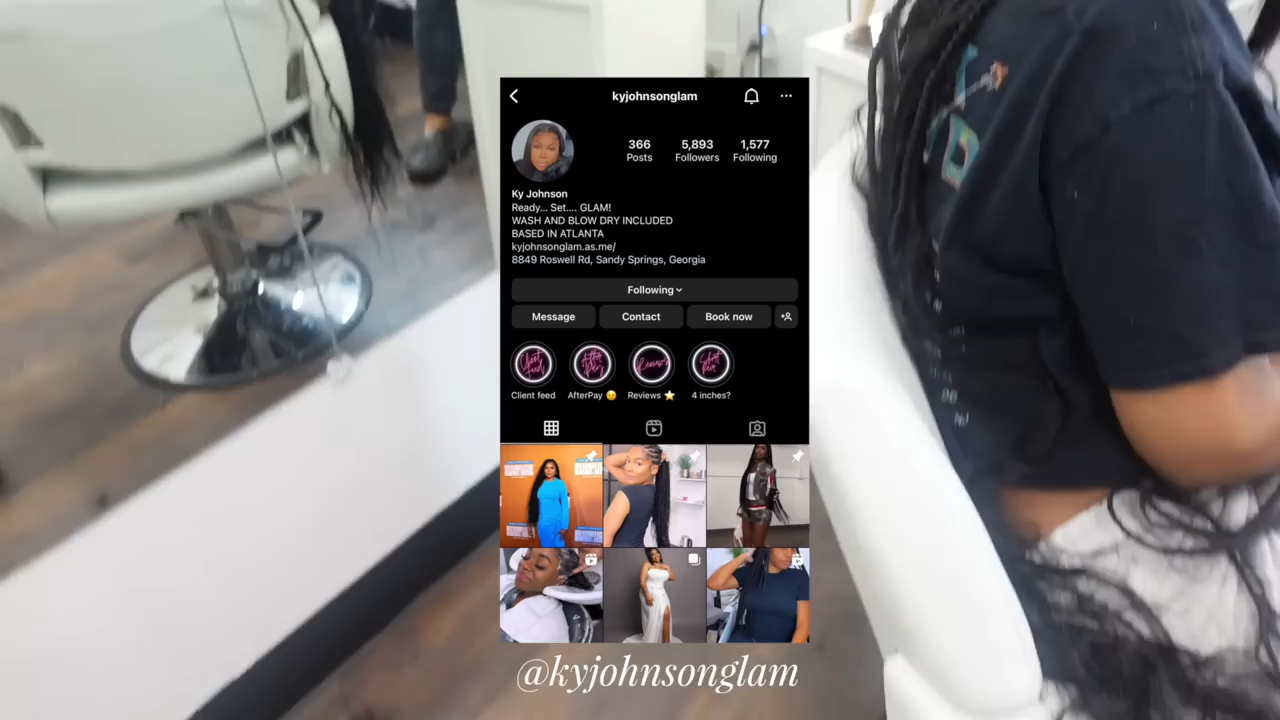 kyjohnsonglam
366 5,893 1,577
Posts Followers Following
Ky Johnson
Ready... Set.... GLAM!
WASH AND BLOW DRY INCLUDED
BASED IN ATLANTA
kyjohnsonglam.as.me/
8849 Roswell Rd, Sandy Springs, Georgia
Following
Message Contact Book now
Client feed AfterPay 😉 Reviews ⭐ 4 inches?
@kyjohnsonglam